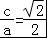 c/a = √2/2